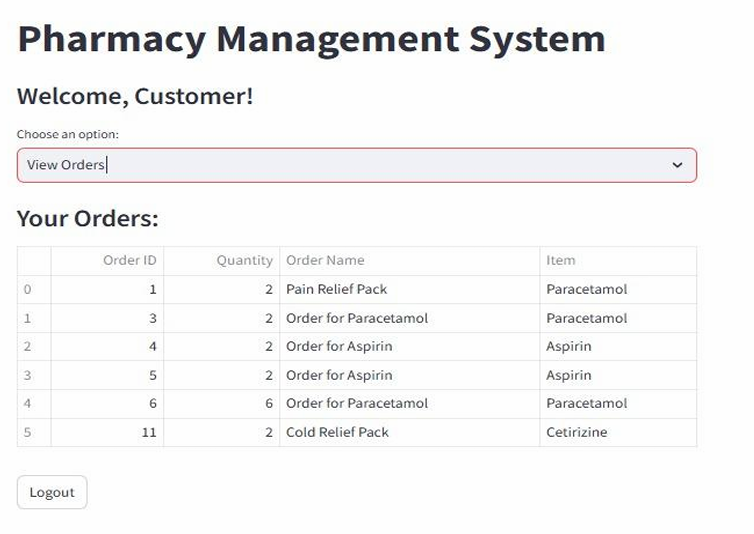 Pharmacy Management System
Welcome, Customer!
Choose an option:
View Orders
Your Orders:
Order ID Quantity Order Name Item
0 1 2 Pain Relief Pack Paracetamol
1 3 2 Order for Paracetamol Paracetamol
2 4 2 Order for Aspirin Aspirin
3 5 2 Order for Aspirin Aspirin
4 6 6 Order for Paracetamol Paracetamol
5 11 2 Cold Relief Pack Cetirizine
Logout